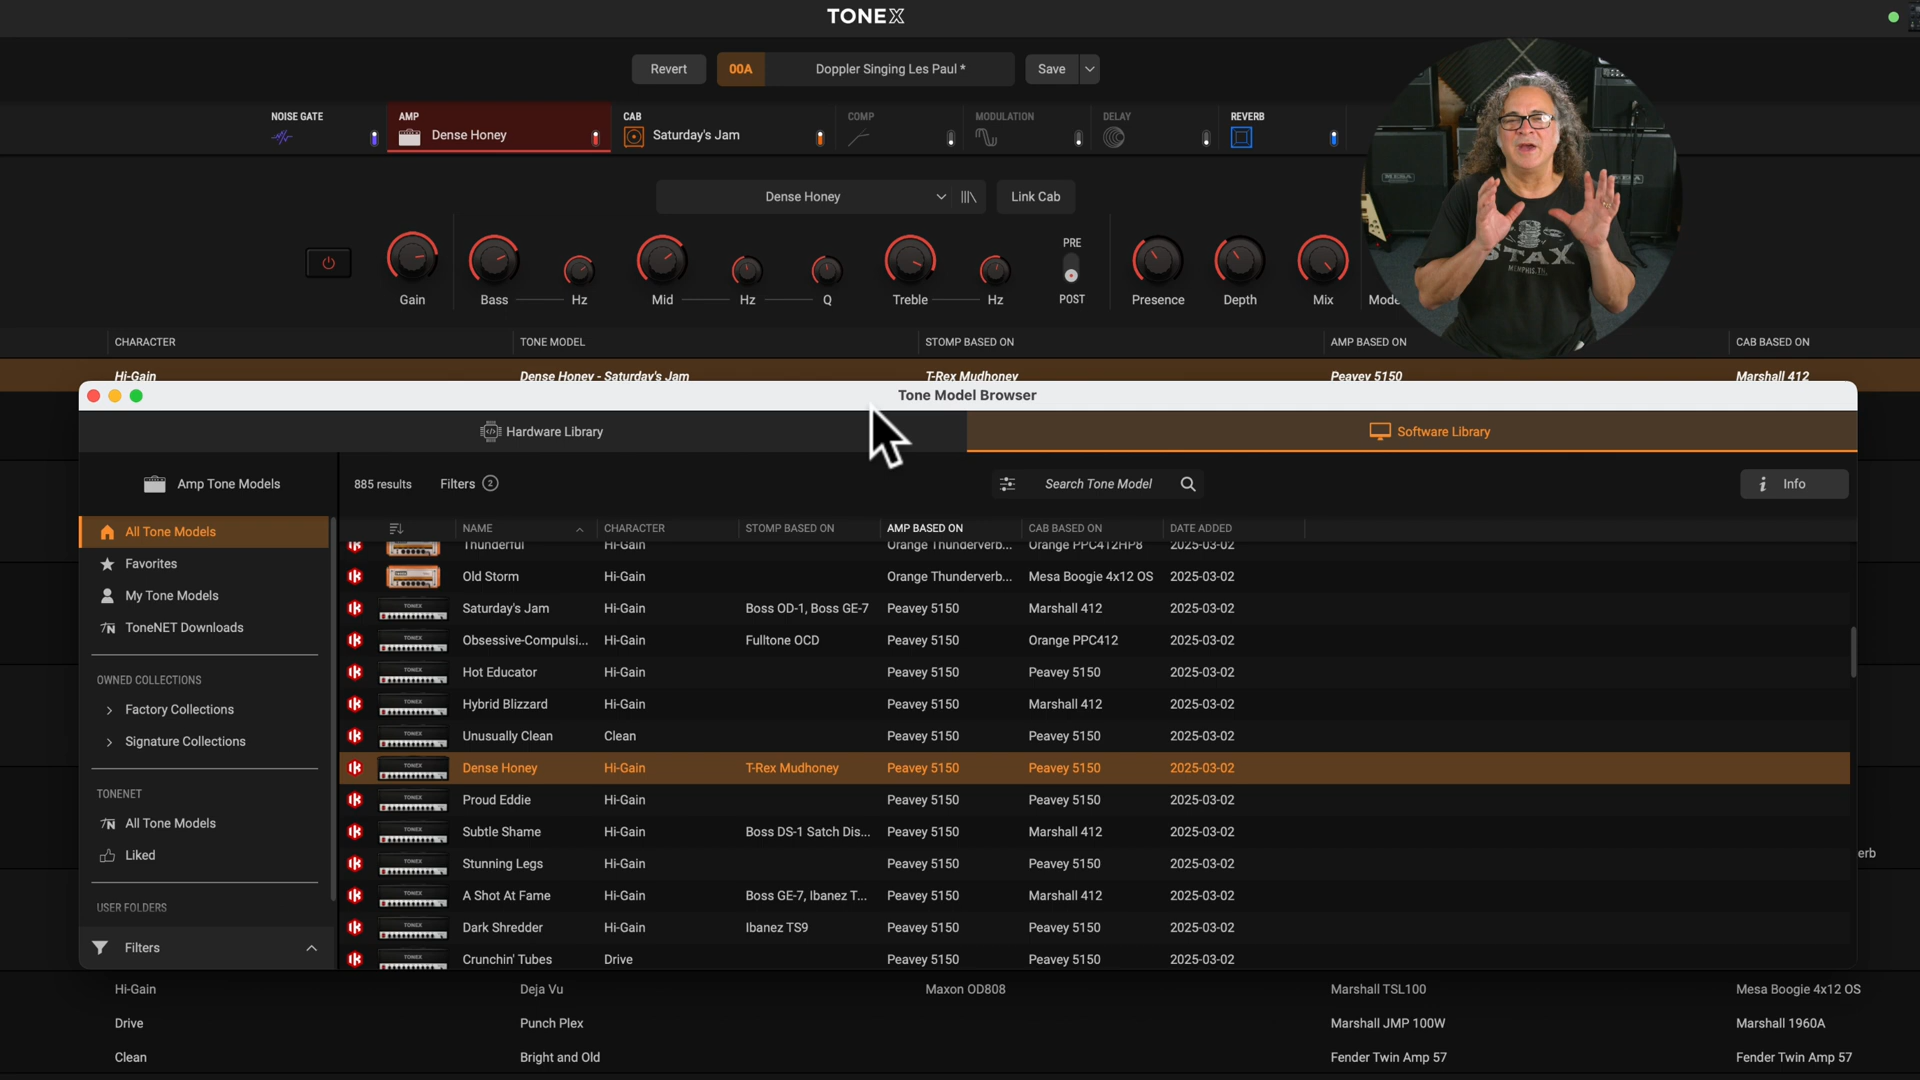 TONEX
Revert
00A
Doppler Singing Les Paul *
Save
NOISE GATE
AMP
Dense Honey
CAB
Saturday's Jam
COMP
MODULATION
DELAY
REVERB
Dense Honey
Link Cab
PRE
POST
Gain
Bass
Hz
Mid
Hz
Q
Treble
Hz
Presence
Depth
Mix
STAX
MEMPHIS, TN.
MESA
CHARACTER TONE MODEL STOMP BASED ON AMP BASED ON CAB BASED ON
Hi-Gain Dense Honey - Saturday's Jam T-Rex Mudhoney Peavey 5150 Marshall 412
Tone Model Browser
Hardware Library
Software Library
Amp Tone Models
885 results
Filters 2
Search Tone Model
Info
All Tone Models
Favorites
My Tone Models
ToneNET Downloads
OWNED COLLECTIONS
Factory Collections
Signature Collections
TONENET
All Tone Models
Liked
USER FOLDERS
Filters
NAME CHARACTER STOMP BASED ON AMP BASED ON CAB BASED ON DATE ADDED
Thunderful Hi-Gain Orange Thunderverb... Orange PPC412HP8 2025-03-02
Old Storm Hi-Gain Orange Thunderverb... Mesa Boogie 4x12 OS 2025-03-02
Saturday's Jam Hi-Gain Boss OD-1, Boss GE-7 Peavey 5150 Marshall 412 2025-03-02
Obsessive-Compulsi... Hi-Gain Fulltone OCD Peavey 5150 Orange PPC412 2025-03-02
Hot Educator Hi-Gain Peavey 5150 Peavey 5150 2025-03-02
Hybrid Blizzard Hi-Gain Peavey 5150 Marshall 412 2025-03-02
Unusually Clean Clean Peavey 5150 Peavey 5150 2025-03-02
Dense Honey Hi-Gain T-Rex Mudhoney Peavey 5150 Peavey 5150 2025-03-02
Proud Eddie Hi-Gain Peavey 5150 Peavey 5150 2025-03-02
Subtle Shame Hi-Gain Boss DS-1 Satch Dis... Peavey 5150 Marshall 412 2025-03-02
Stunning Legs Hi-Gain Peavey 5150 Peavey 5150 2025-03-02
A Shot At Fame Hi-Gain Boss GE-7, Ibanez T... Peavey 5150 Marshall 412 2025-03-02
Dark Shredder Hi-Gain Ibanez TS9 Peavey 5150 Peavey 5150 2025-03-02
Crunchin' Tubes Drive Peavey 5150 Peavey 5150 2025-03-02
erb
Hi-Gain Deja Vu Maxon OD808 Marshall TSL100 Mesa Boogie 4x12 OS
Drive Punch Plex Marshall JMP 100W Marshall 1960A
Clean Bright and Old Fender Twin Amp 57 Fender Twin Amp 57